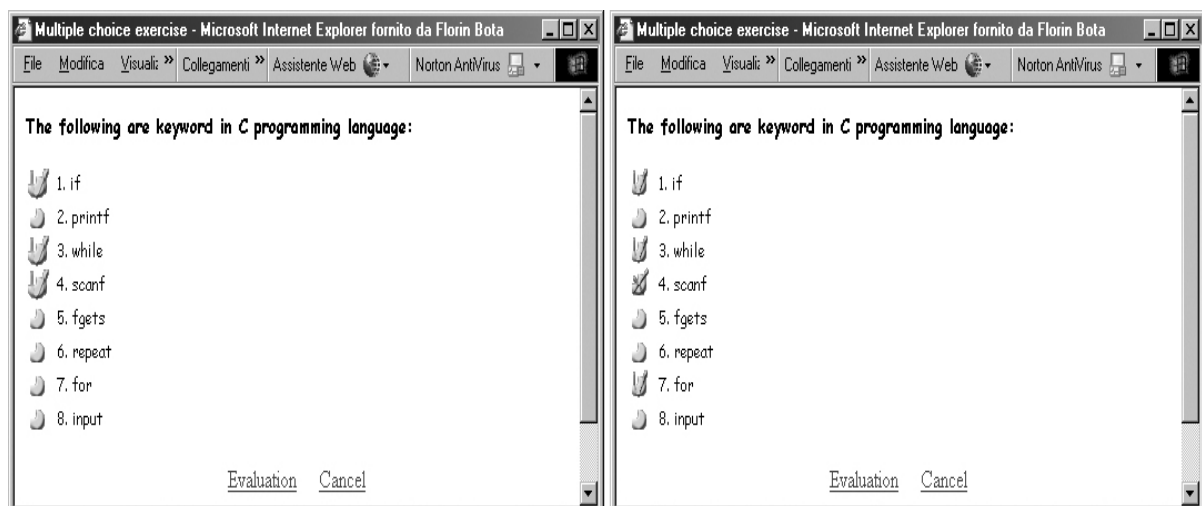 Multiple choice exercise - Microsoft Internet Explorer fornito da Florin Bota
File Modifica Visuali: » Collegamenti » Assistente Web Norton AntiVirus
The following are keyword in C programming language:
1. if
2. printf
3. while
4. scanf
5. fgets
6. repeat
7. for
8. input
Evaluation Cancel
Multiple choice exercise - Microsoft Internet Explorer fornito da Florin Bota
File Modifica Visuali: » Collegamenti » Assistente Web Norton AntiVirus
The following are keyword in C programming language:
1. if
2. printf
3. while
4. scanf
5. fgets
6. repeat
7. for
8. input
Evaluation Cancel